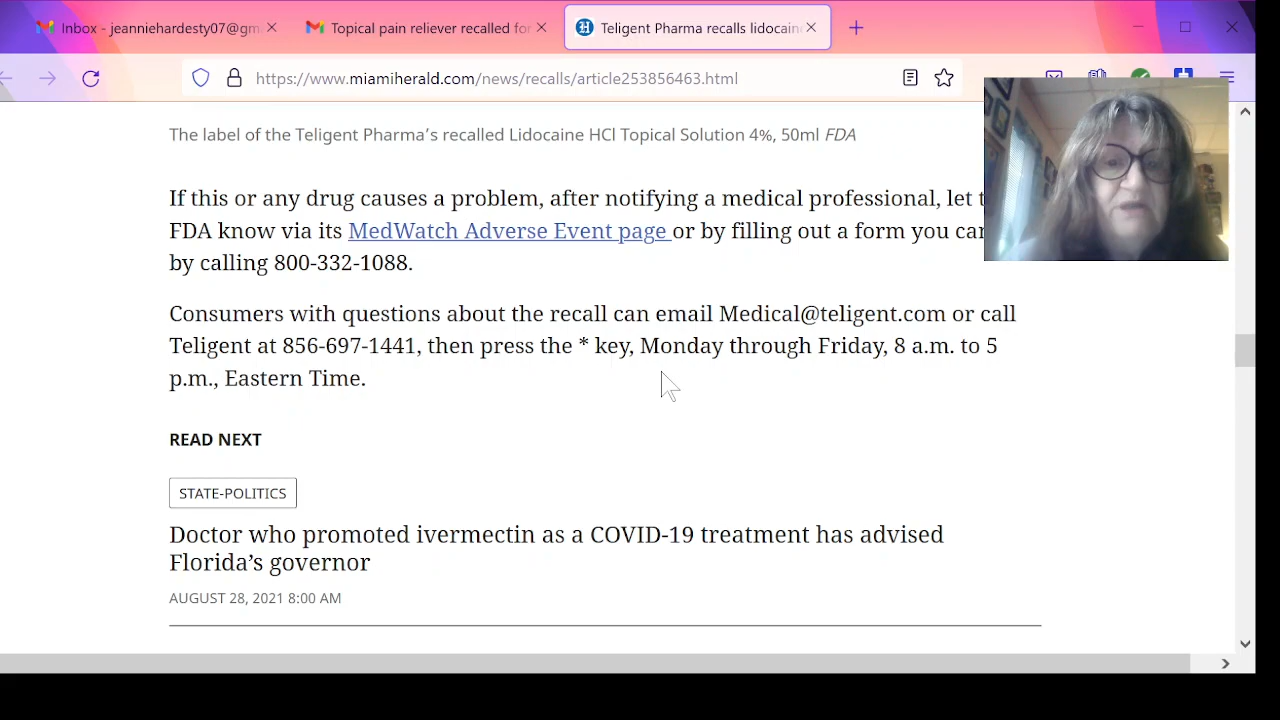 Inbox - jeanniehardesty07@gm
Topical pain reliever recalled for
Teligent Pharma recalls lidocain
https://www.miamiherald.com/news/recalls/article253856463.html
The label of the Teligent Pharma’s recalled Lidocaine HCl Topical Solution 4%, 50ml FDA
If this or any drug causes a problem, after notifying a medical professional, let t
FDA know via its MedWatch Adverse Event page or by filling out a form you can
by calling 800-332-1088.
Consumers with questions about the recall can email Medical@teligent.com or call
Teligent at 856-697-1441, then press the * key, Monday through Friday, 8 a.m. to 5
p.m., Eastern Time.
READ NEXT
STATE-POLITICS
Doctor who promoted ivermectin as a COVID-19 treatment has advised
Florida’s governor
AUGUST 28, 2021 8:00 AM